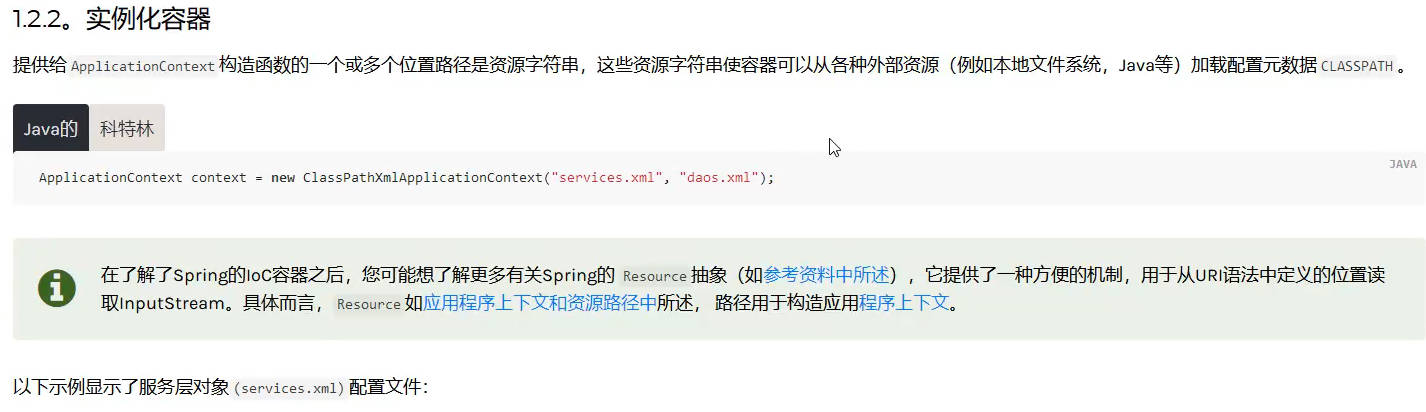 1.2.2。实例化容器
提供给 ApplicationContext 构造函数的一个或多个位置路径是资源字符串，这些资源字符串使容器可以从各种外部资源（例如本地文件系统，Java等）加载配置元数据 CLASSPATH 。
Java的 科特林
JAVA
ApplicationContext context = new ClassPathXmlApplicationContext("services.xml", "daos.xml");
在了解了Spring的IoC容器之后，您可能想了解更多有关Spring的 Resource 抽象（如参考资料中所述），它提供了一种方便的机制，用于从URI语法中定义的位置读
取InputStream。具体而言， Resource 如应用程序上下文和资源路径中所述， 路径用于构造应用程序上下文。
以下示例显示了服务层对象 (services.xml) 配置文件：